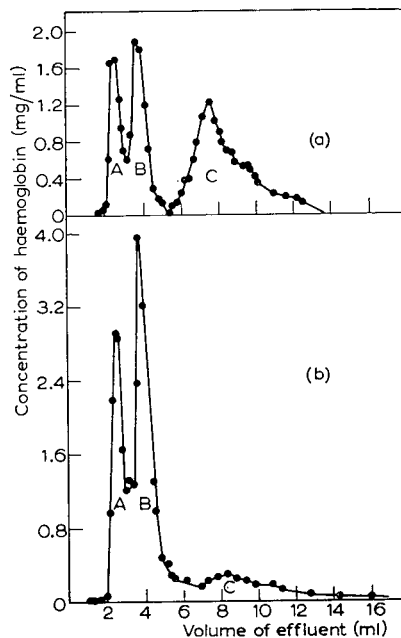 Concentration of haemoglobin (mg/ml)
2.0
1.6
1.2
0.8
0.4
0
A
B
C
(a)
4.0
3.2
2.4
1.6
0.8
0
A
B
C
(b)
2 4 6 8 10 12 14 16
Volume of effluent (ml)